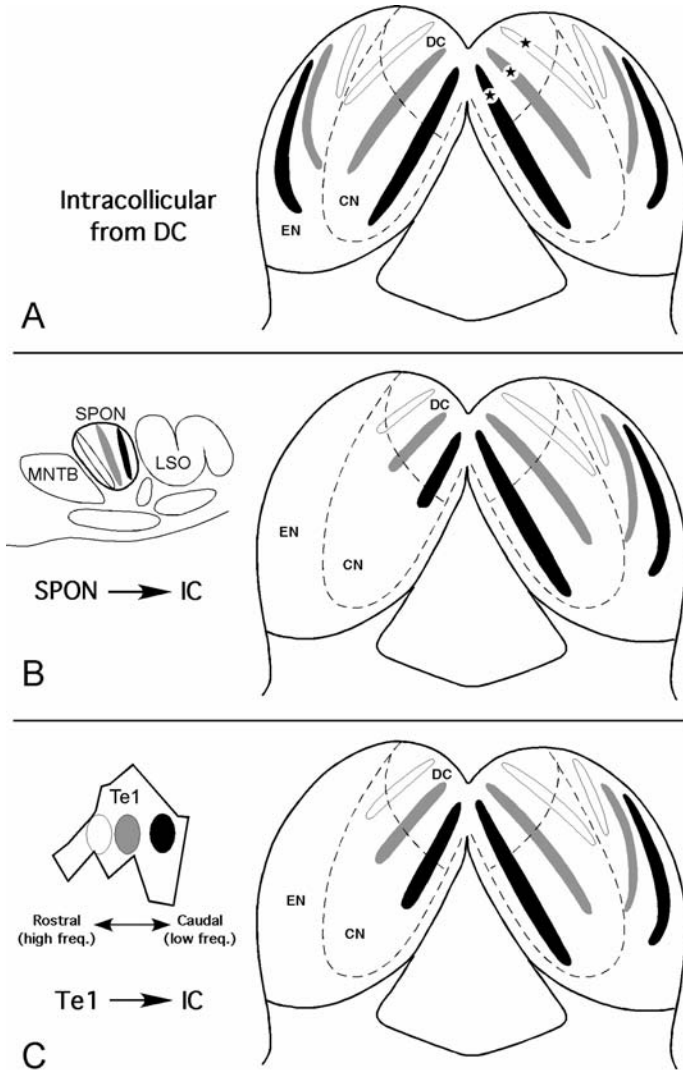 DC
Intracollicular
from DC
CN
EN
A
SPON
MNTB
LSO
DC
EN
CN
SPON → IC
B
Te1
DC
Rostral
(high freq.)
Caudal
(low freq.)
EN
CN
Te1 → IC
C